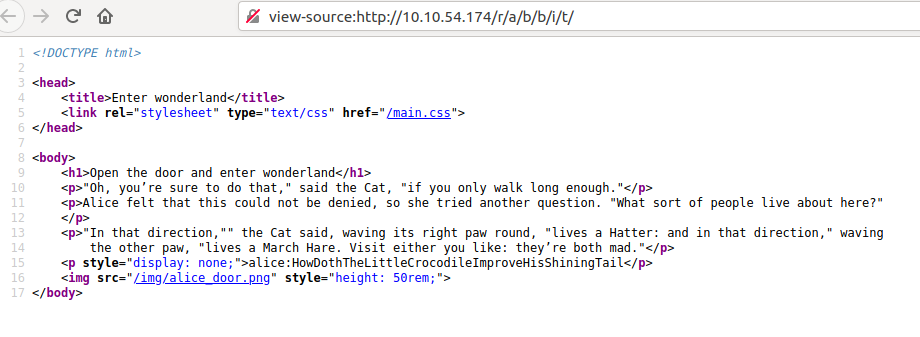 view-source:http://10.10.54.174/r/a/b/b/i/t/
1 <!DOCTYPE html>
2
3 <head>
4     <title>Enter wonderland</title>
5     <link rel="stylesheet" type="text/css" href="/main.css">
6 </head>
7
8 <body>
9     <h1>Open the door and enter wonderland</h1>
10     <p>"Oh, you’re sure to do that," said the Cat, "if you only walk long enough."</p>
11     <p>Alice felt that this could not be denied, so she tried another question. "What sort of people live about here?"
12     </p>
13     <p>"In that direction,"" the Cat said, waving its right paw round, "lives a Hatter: and in that direction," waving
14         the other paw, "lives a March Hare. Visit either you like: they’re both mad."</p>
15     <p style="display: none;">alice:HowDothTheLittleCrocodileImproveHisShiningTail</p>
16     <img src="/img/alice_door.png" style="height: 50rem;">
17 </body>